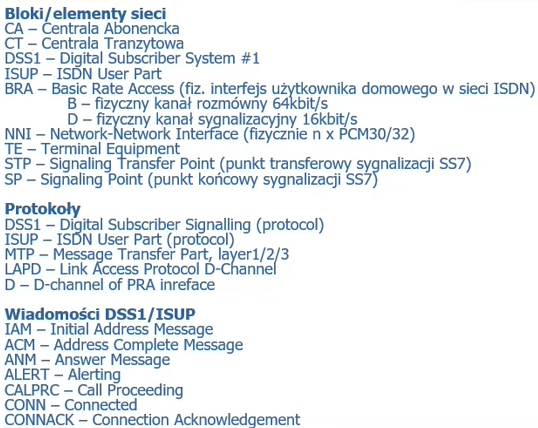 Bloki/elementy sieci
CA – Centrala Abonencka
CT – Centrala Tranzytowa
DSS1 – Digital Subscriber System #1
ISUP – ISDN User Part
BRA – Basic Rate Access (fiz. interfejs użytkownika domowego w sieci ISDN)
B – fizyczny kanał rozmówny 64kbit/s
D – fizyczny kanał sygnalizacyjny 16kbit/s
NNI – Network-Network Interface (fizycznie n x PCM30/32)
TE – Terminal Equipment
STP – Signaling Transfer Point (punkt transferowy sygnalizacji SS7)
SP – Signaling Point (punkt końcowy sygnalizacji SS7)
Protokoły
DSS1 – Digital Subscriber Signalling (protocol)
ISUP – ISDN User Part (protocol)
MTP – Message Transfer Part, layer1/2/3
LAPD – Link Access Protocol D-Channel
D – D-channel of PRA inreface
Wiadomości DSS1/ISUP
IAM – Initial Address Message
ACM – Address Complete Message
ANM – Answer Message
ALERT – Alerting
CALPRC – Call Proceeding
CONN – Connected
CONNACK – Connection Acknowledgement